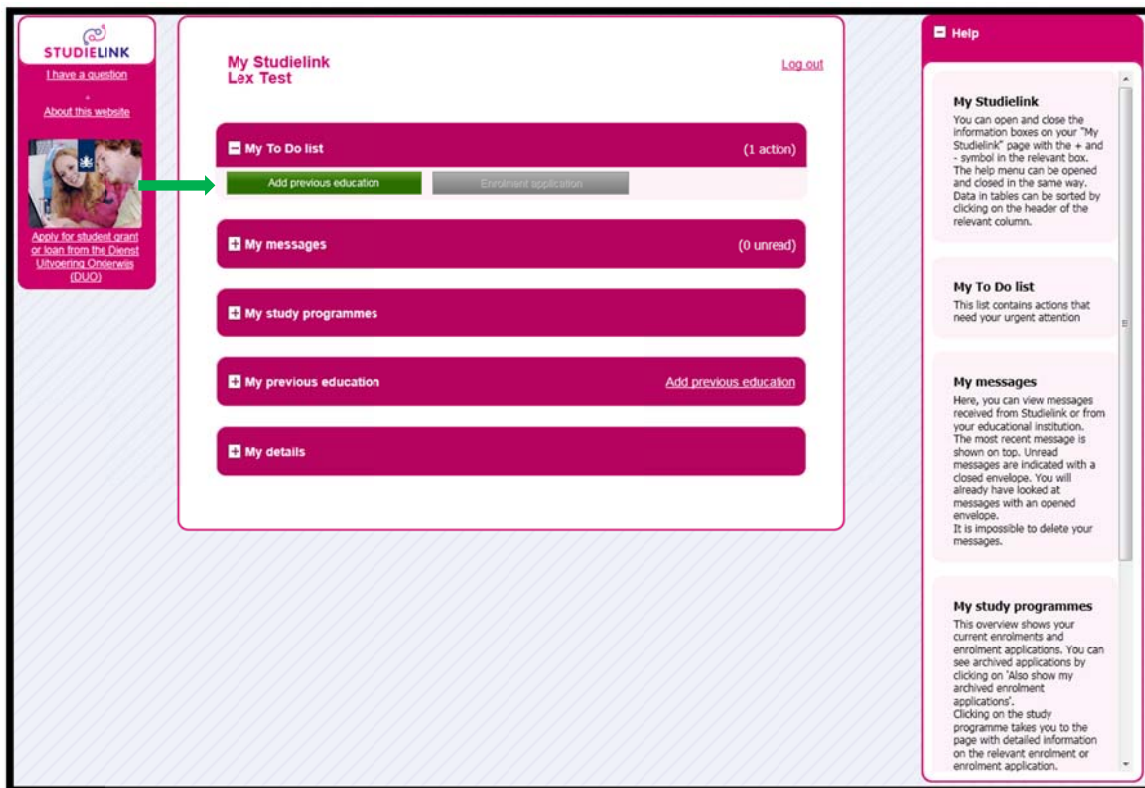 STUDIELINK
I have a question
About this website
Apply for student grant
or loan from the Dienst
Uitvoering Onderwijs
(DUO)
My Studielink
Lex Test
Log out
My To Do list (1 action)
Add previous education Enrolment application
My messages (0 unread)
My study programmes
My previous education Add previous education
My details
Help
My Studielink
You can open and close the
information boxes on your "My
Studielink" page with the + and
- symbol in the relevant box.
The help menu can be opened
and closed in the same way.
Data in tables can be sorted by
clicking on the header of the
relevant column.
My To Do list
This list contains actions that
need your urgent attention
My messages
Here, you can view messages
received from Studielink or from
your educational institution.
The most recent message is
shown on top. Unread
messages are indicated with a
closed envelope. You will
already have looked at
messages with an opened
envelope.
It is impossible to delete your
messages.
My study programmes
This overview shows your
current enrolments and
enrolment applications. You can
see archived applications by
clicking on 'Also show my
archived enrolment
applications'.
Clicking on the study
programme takes you to the
page with detailed information
on the relevant enrolment or
enrolment application.